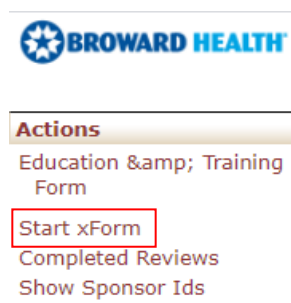 BROWARD HEALTH
Actions
Education &amp; Training
Form
Start xForm
Completed Reviews
Show Sponsor Ids